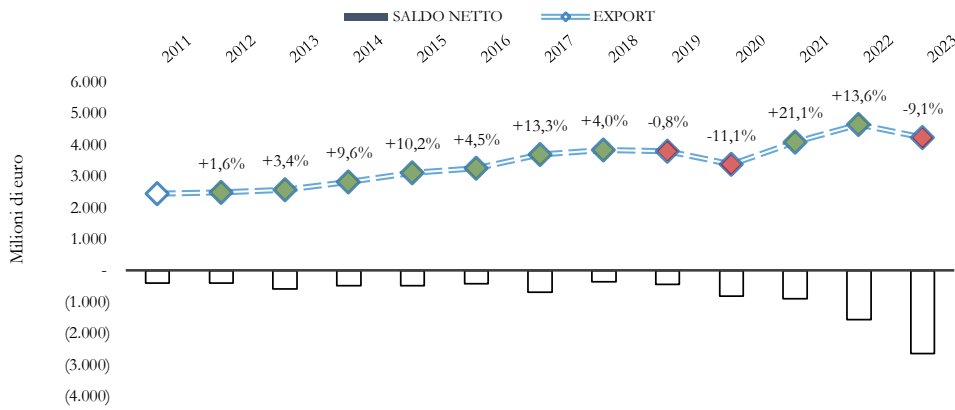 SALDO NETTO EXPORT
2011 2012 2013 2014 2015 2016 2017 2018 2019 2020 2021 2022 2023
Milioni di euro
6.000
5.000
4.000
3.000
2.000
1.000
-
(1.000)
(2.000)
(3.000)
(4.000)
+1,6% +3,4% +9,6% +10,2% +4,5% +13,3% +4,0% -0,8% -11,1% +21,1% +13,6% -9,1%